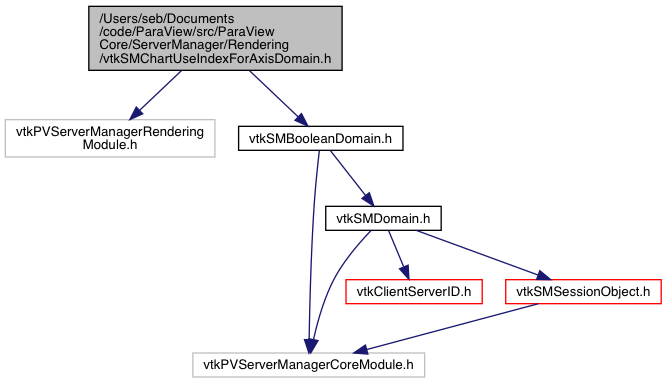 /Users/seb/Documents
/code/ParaView/src/ParaView
Core/ServerManager/Rendering
/vtkSMChartUseIndexForAxisDomain.h
vtkPVServerManagerRendering
Module.h
vtkSMBooleanDomain.h
vtkSMDomain.h
vtkClientServerID.h
vtkSMSessionObject.h
vtkPVServerManagerCoreModule.h